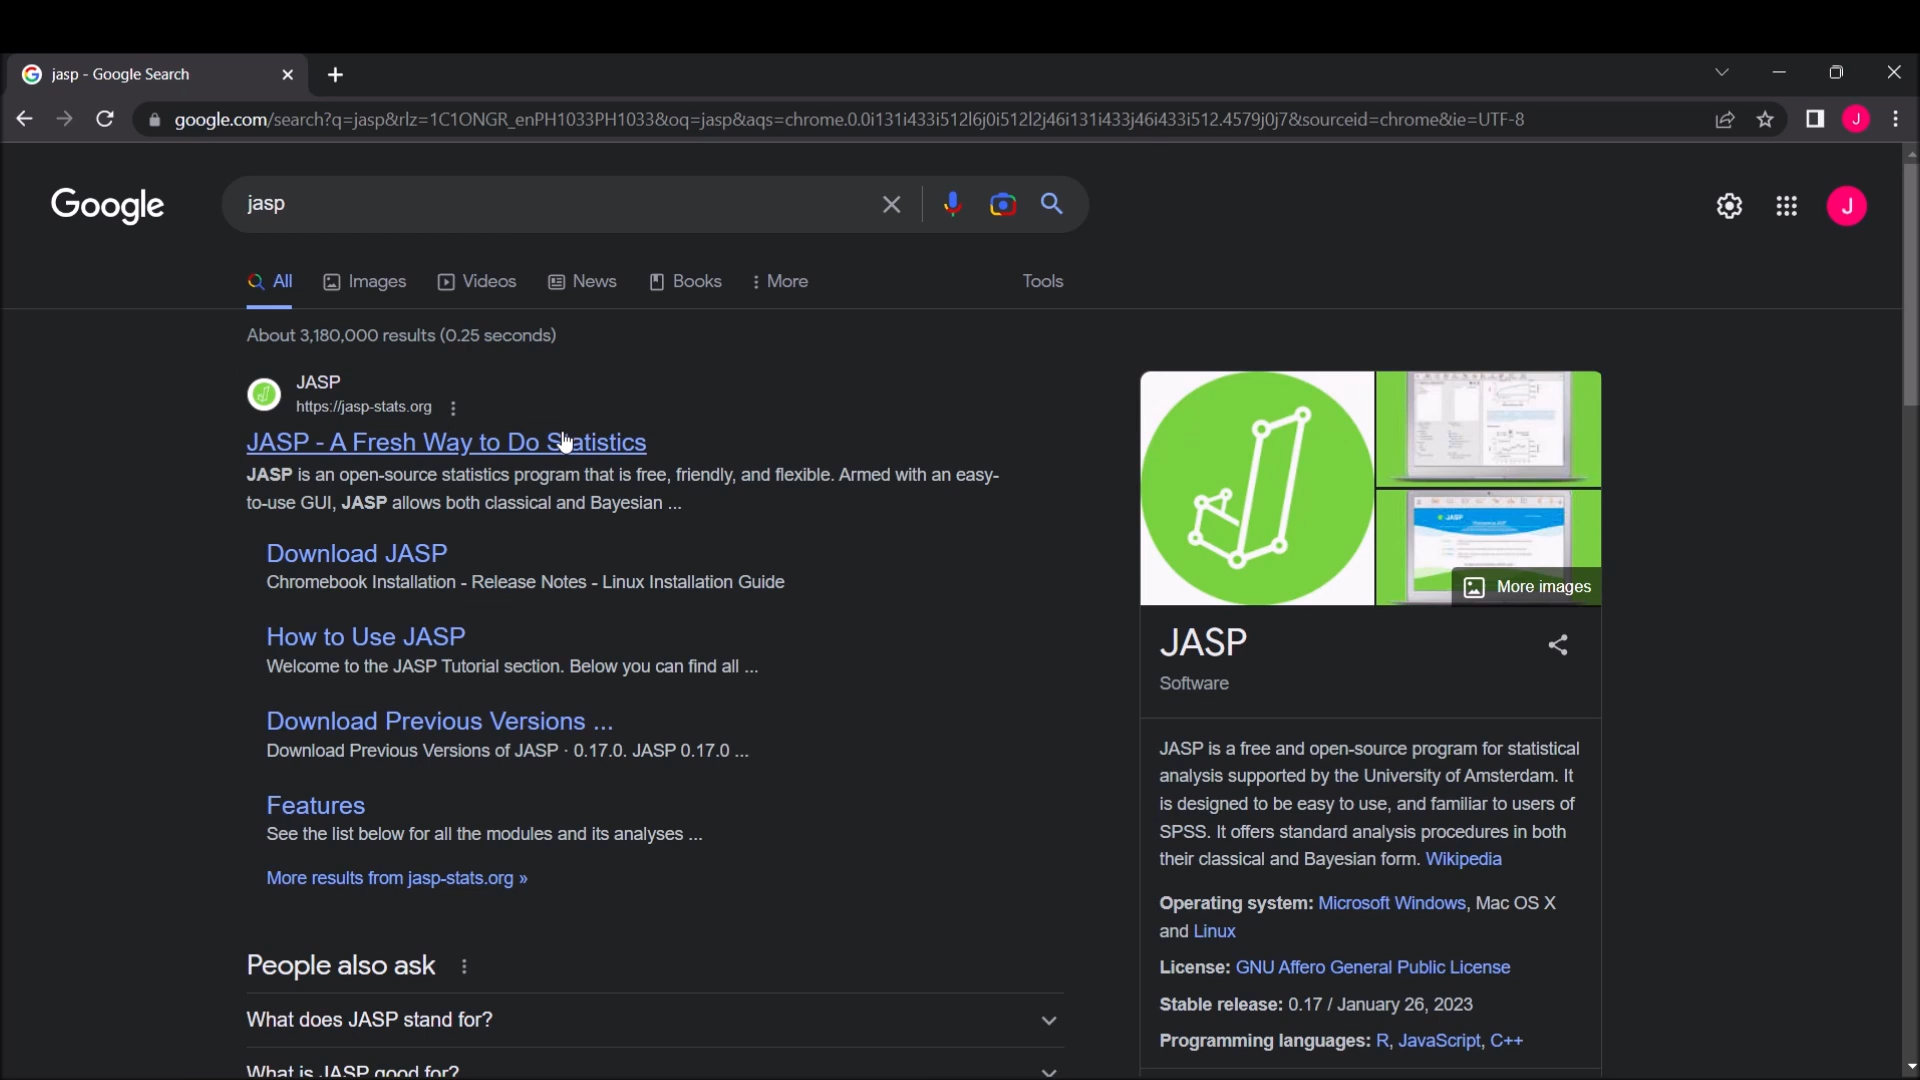 jasp - Google Search
google.com/search?q=jasp&rlz=1C1ONGR_enPH1033PH1033&oq=jasp&aqs=chrome.0.0i131i433i512l6j0i512l2j46i131i433j46i433i512.4579j0j7&sourceid=chrome&ie=UTF-8
J
Google
jasp
J
All
Images
Videos
News
Books
More
Tools
About 3,180,000 results (0.25 seconds)
JASP
https://jasp-stats.org
JASP - A Fresh Way to Do Statistics
JASP is an open-source statistics program that is free, friendly, and flexible. Armed with an easy-
to-use GUI, JASP allows both classical and Bayesian ...
Download JASP
Chromebook Installation - Release Notes - Linux Installation Guide
How to Use JASP
Welcome to the JASP Tutorial section. Below you can find all ...
Download Previous Versions ...
Download Previous Versions of JASP · 0.17.0. JASP 0.17.0 ...
Features
See the list below for all the modules and its analyses ...
More results from jasp-stats.org »
People also ask
What does JASP stand for?
What is JASP good for?
JASP
More images
JASP
Software
JASP is a free and open-source program for statistical
analysis supported by the University of Amsterdam. It
is designed to be easy to use, and familiar to users of
SPSS. It offers standard analysis procedures in both
their classical and Bayesian form. Wikipedia
Operating system: Microsoft Windows, Mac OS X
and Linux
License: GNU Affero General Public License
Stable release: 0.17 / January 26, 2023
Programming languages: R, JavaScript, C++